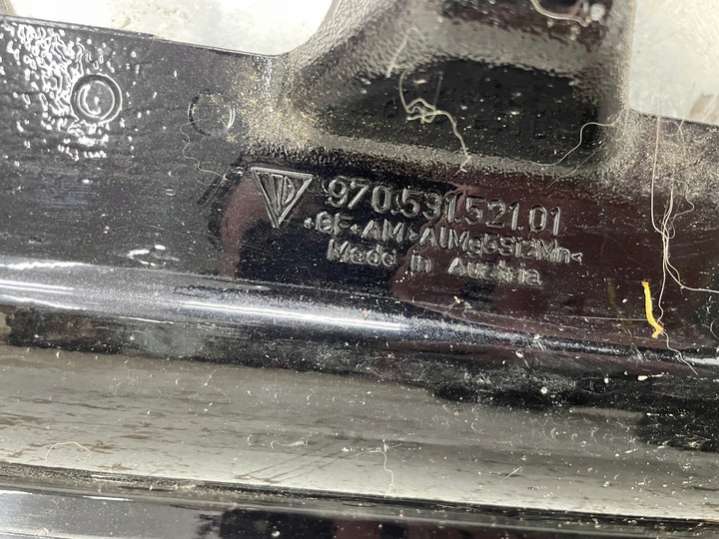 970.531.521.01
>GF<AM>AlMg5Si2Mn<
Made in Austria